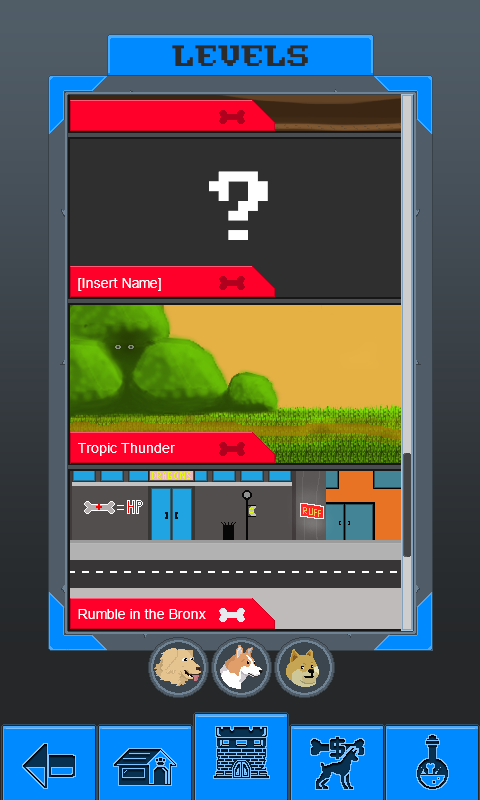 LEVELS
[Insert Name]
Tropic Thunder
= HP
RUFF
Rumble in the Bronx
$